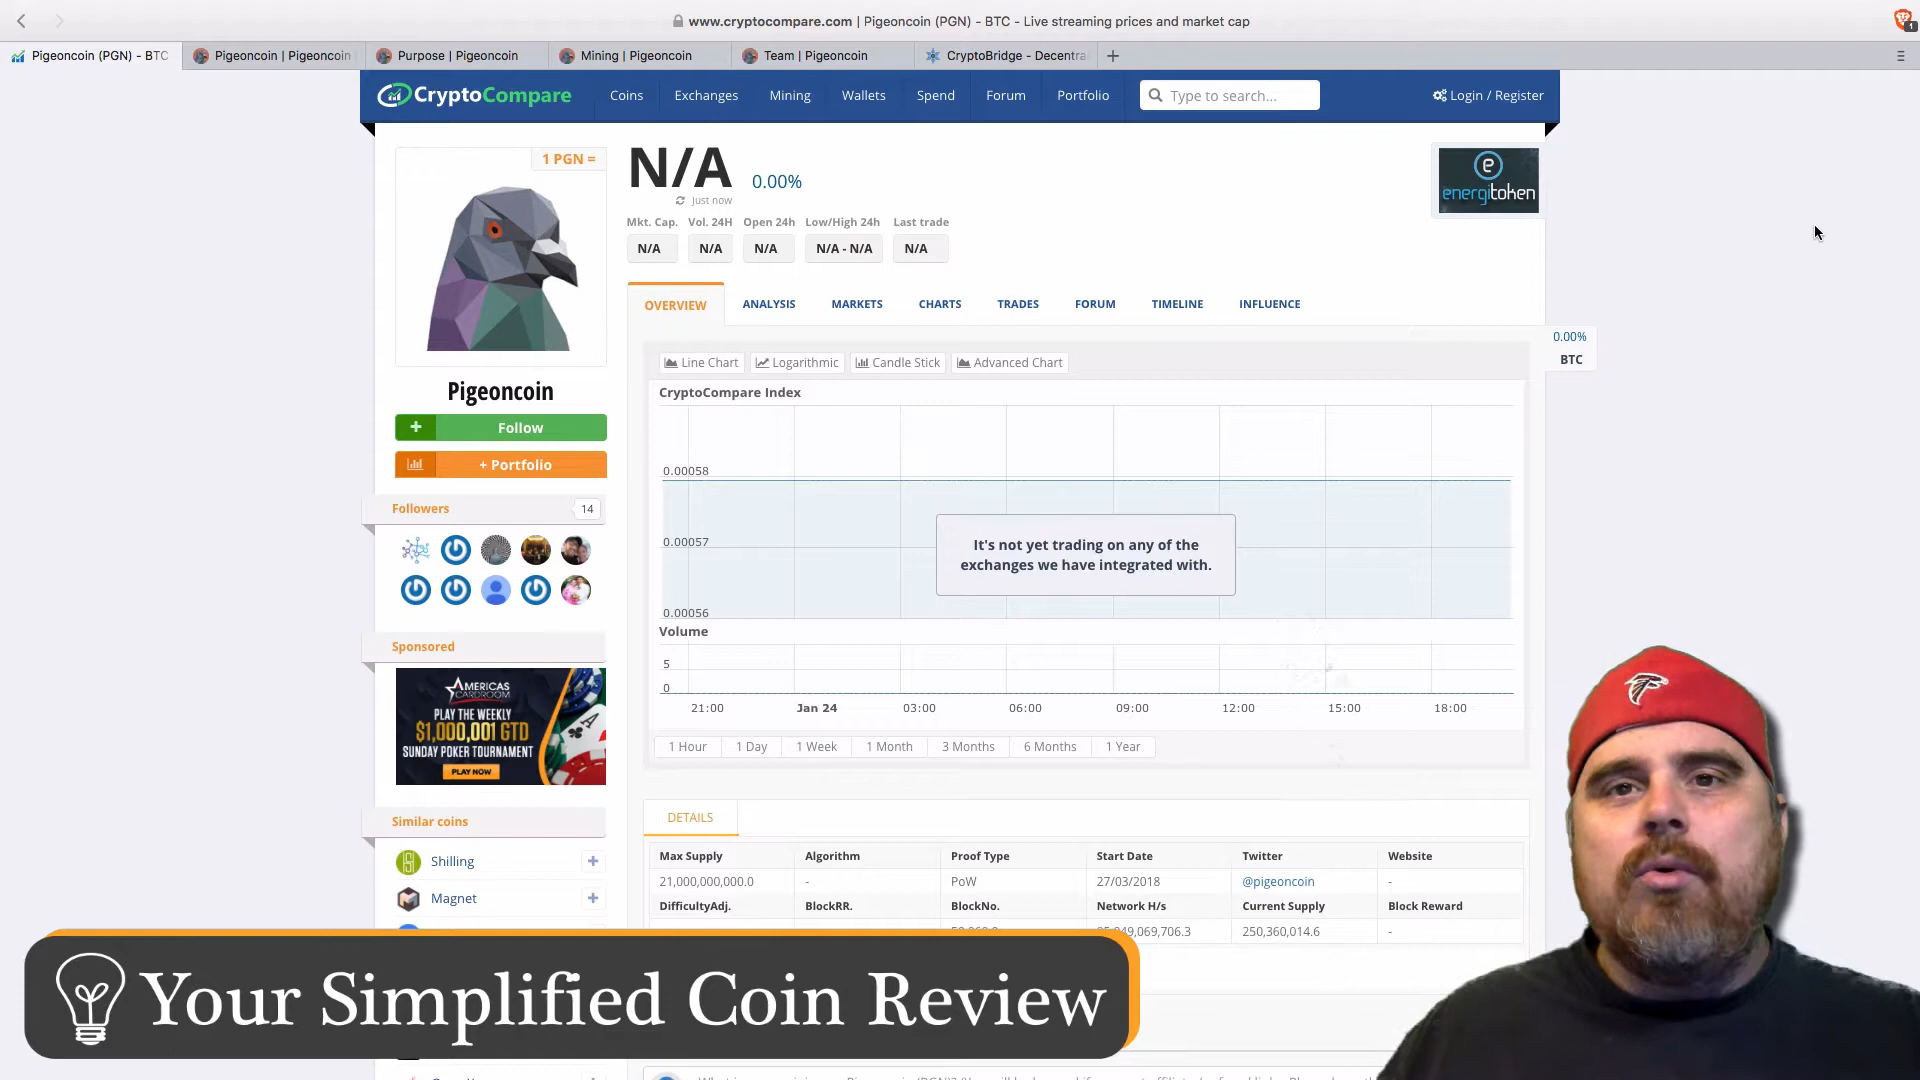 www.cryptocompare.com | Pigeoncoin (PGN) - BTC - Live streaming prices and market cap
Pigeoncoin (PGN) - BTC
Pigeoncoin | Pigeoncoin
Purpose | Pigeoncoin
Mining | Pigeoncoin
Team | Pigeoncoin
CryptoBridge - Decentra
CryptoCompare
Coins
Exchanges
Mining
Wallets
Spend
Forum
Portfolio
Type to search...
Login / Register
1 PGN =
N/A
0.00%
Just now
Mkt. Cap. Vol. 24H Open 24h Low/High 24h Last trade
N/A N/A N/A N/A - N/A N/A
e
energitoken
OVERVIEW ANALYSIS MARKETS CHARTS TRADES FORUM TIMELINE INFLUENCE
0.00%
BTC
Line Chart Logarithmic Candle Stick Advanced Chart
CryptoCompare Index
0.00058
0.00057
0.00056
It's not yet trading on any of the
exchanges we have integrated with.
Volume
5
0
21:00 Jan 24 03:00 06:00 09:00 12:00 15:00 18:00
1 Hour 1 Day 1 Week 1 Month 3 Months 6 Months 1 Year
Pigeoncoin
+ Follow
+ Portfolio
Followers 14
Sponsored
AMERICAS
CARDROOM
PLAY THE WEEKLY
$1,000,001 GTD
SUNDAY POKER TOURNAMENT
PLAY NOW
Similar coins
Shilling +
Magnet +
DETAILS
Max Supply Algorithm Proof Type Start Date Twitter Website
21,000,000,000.0 - PoW 27/03/2018 @pigeoncoin -
DifficultyAdj. BlockRR. BlockNo. Network H/s Current Supply Block Reward
49,069,706.3 250,360,014.6 -
Your Simplified Coin Review